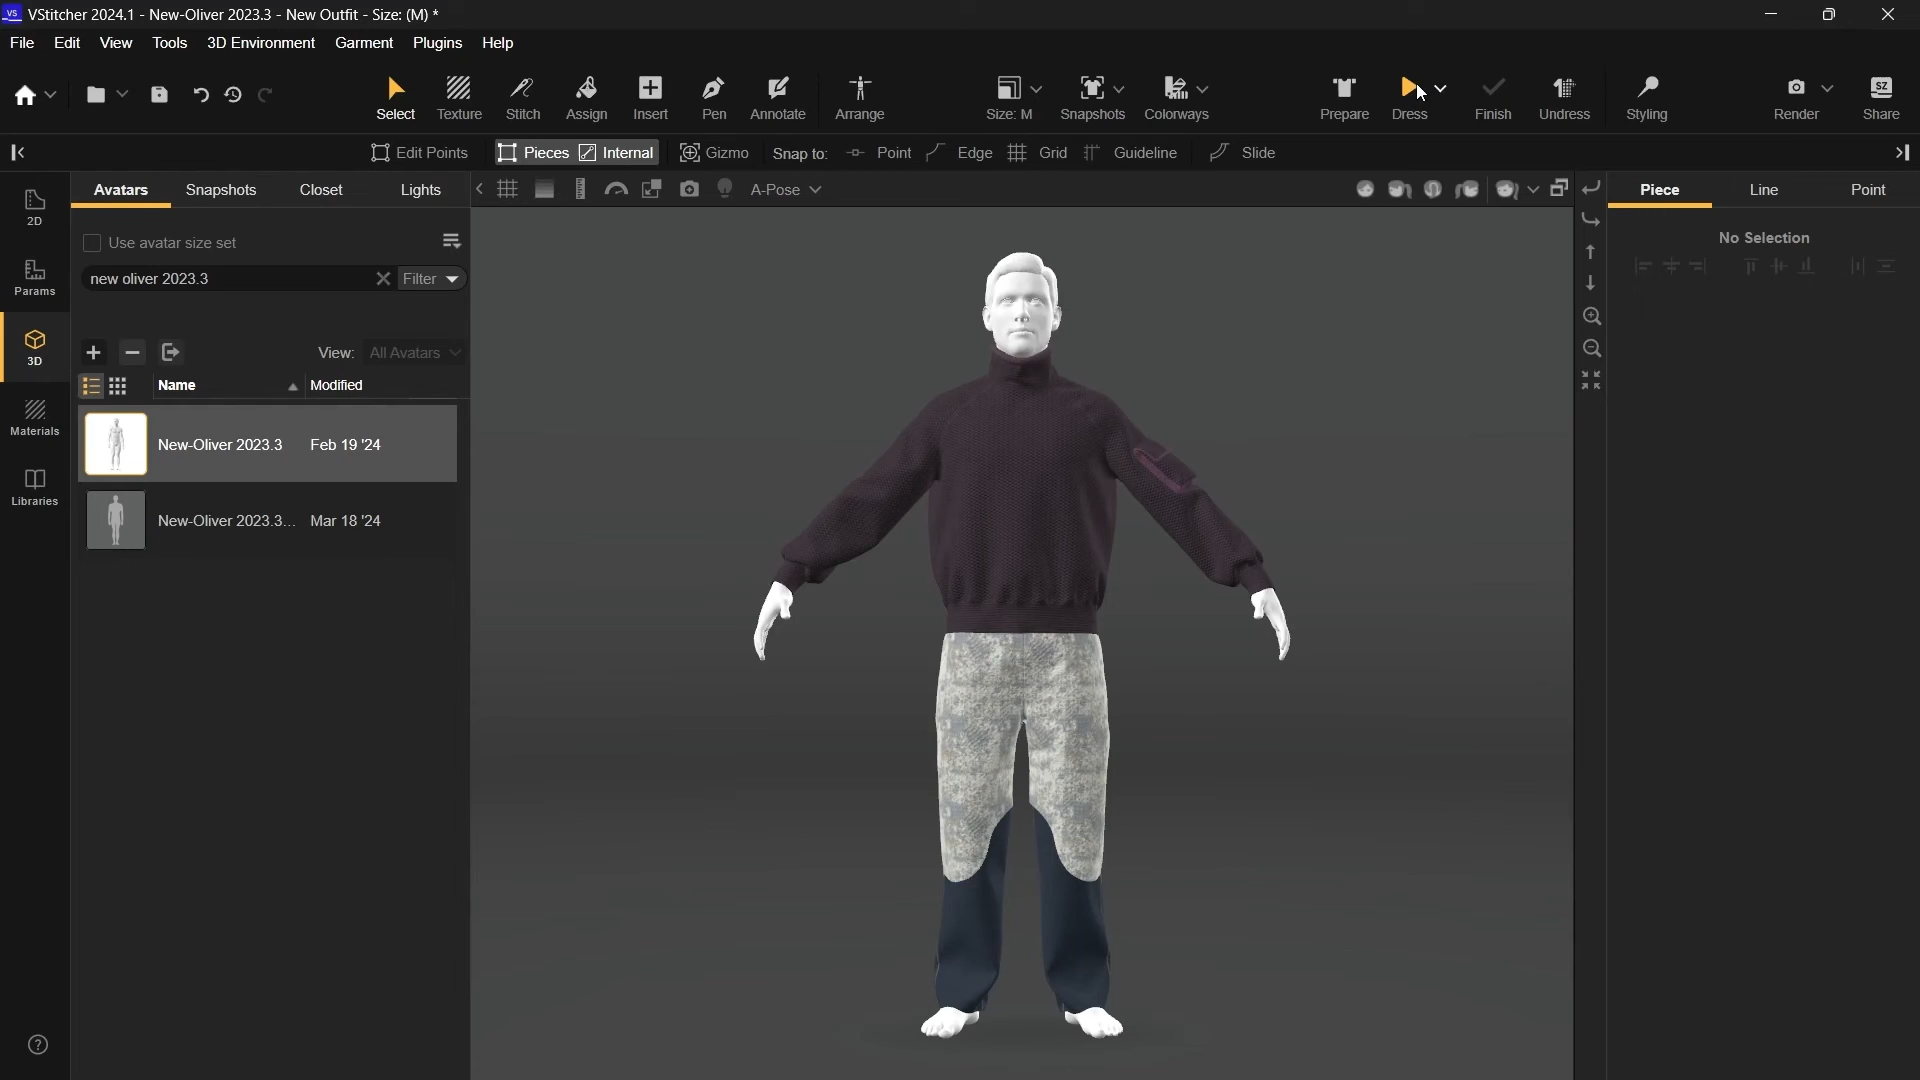 VS VStitcher 2024.1 - New-Oliver 2023.3 - New Outfit - Size: (M) *
File Edit View Tools 3D Environment Garment Plugins Help
Select Texture Stitch Assign Insert Pen Annotate Arrange Size: M Snapshots Colorways Prepare Dress Finish Undress Styling Render SZ Share
Edit Points Pieces Internal Gizmo Snap to: Point Edge Grid Guideline Slide
2D
Params
3D
Materials
Libraries
Avatars Snapshots Closet Lights
Use avatar size set
new oliver 2023.3 Filter
View: All Avatars
Name Modified
New-Oliver 2023.3 Feb 19 '24
New-Oliver 2023.3... Mar 18 '24
A-Pose
Piece Line Point
No Selection